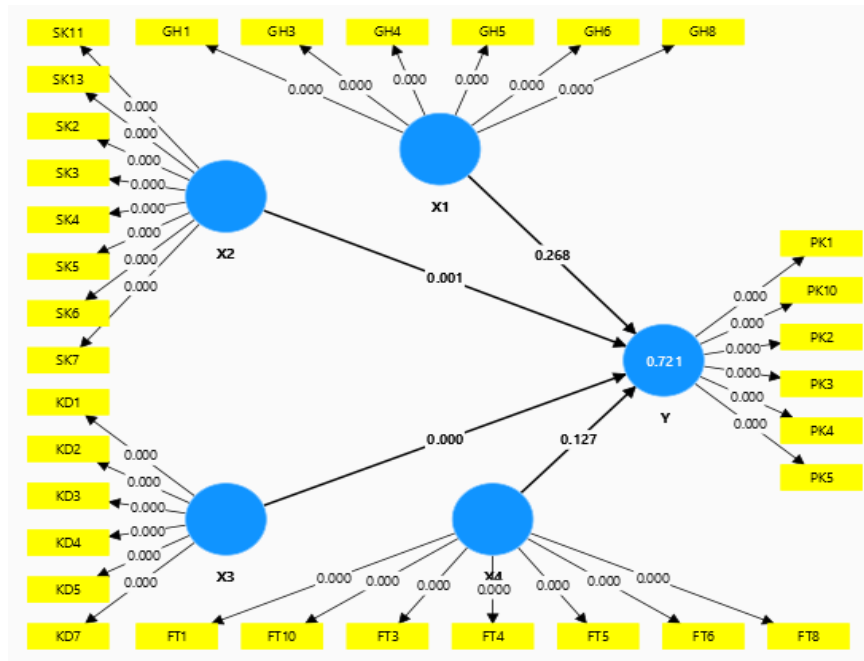 SK11
GH1
GH3
GH4
GH5
GH6
GH8
SK13
0.000
0.000
0.000
0.000
0.000
0.000
0.000
SK2
0.000
0.000
SK3
0.000
SK4
0.000
X1
SK5
0.000
X2
PK1
0.268
0.000
0.001
0.000
SK6
PK10
0.000
0.000
SK7
PK2
0.000
0.721
0.000
PK3
KD1
0.000
Y
PK4
0.000
KD2
0.000
0.127
0.000
0.000
PK5
KD3
0.000
0.000
KD4
0.000
0.000
X3
X4
KD5
0.000
0.000
0.000
0.000
0.000
0.000
0.000
0.000
KD7
FT1
FT10
FT3
FT4
FT5
FT6
FT8